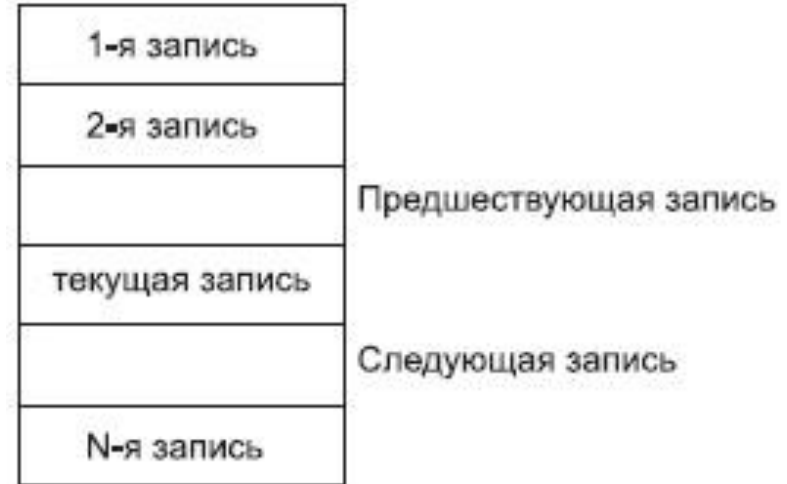 1-я запись
2-я запись
Предшествующая запись
текущая запись
Следующая запись
N-я запись